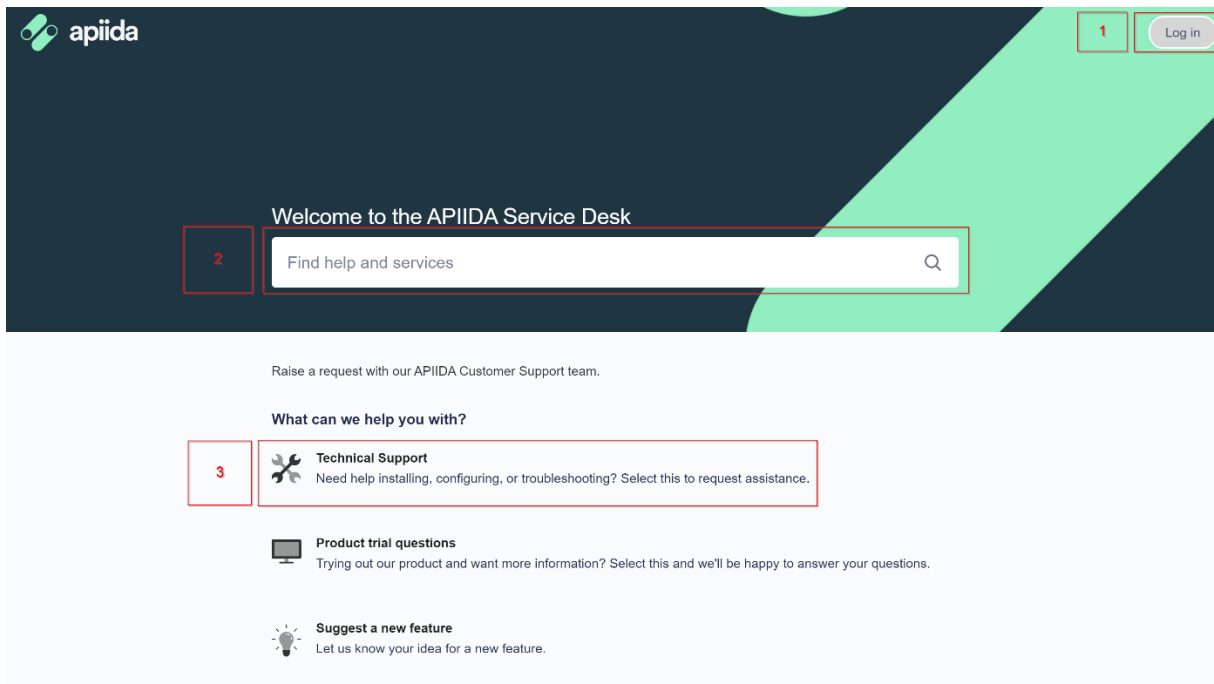 apiida
1
Log in
Welcome to the APIIDA Service Desk
2
Find help and services
Raise a request with our APIIDA Customer Support team.
What can we help you with?
3
Technical Support
Need help installing, configuring, or troubleshooting? Select this to request assistance.
Product trial questions
Trying out our product and want more information? Select this and we'll be happy to answer your questions.
Suggest a new feature
Let us know your idea for a new feature.